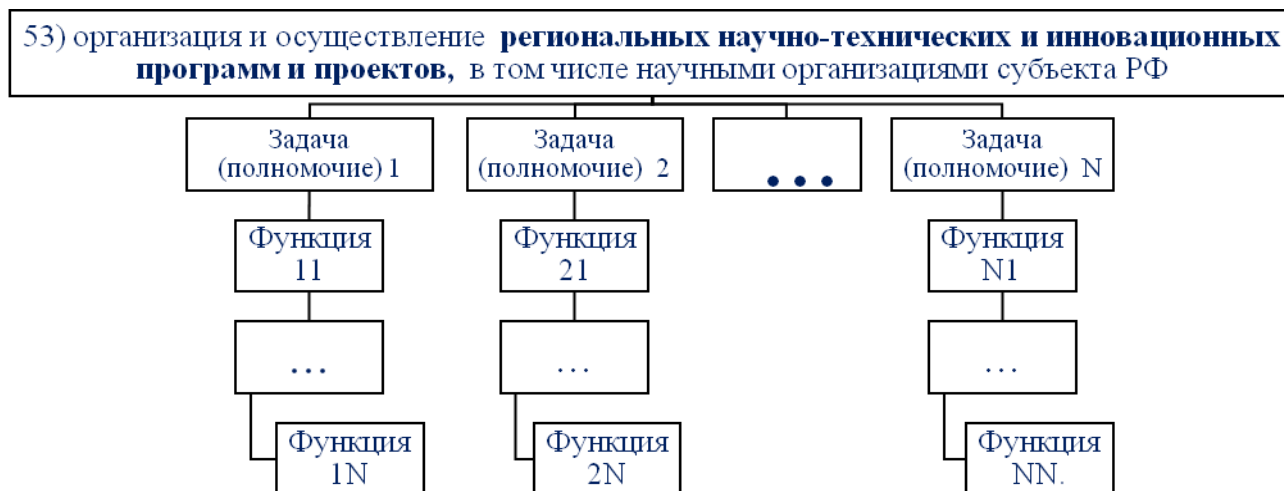 53) организация и осуществление региональных научно-технических и инновационных
программ и проектов, в том числе научными организациями субъекта РФ
Задача
(полномочие) 1
Задача
(полномочие) 2
...
Задача
(полномочие) N
Функция
11
Функция
21
Функция
N1
...
...
...
Функция
1N
Функция
2N
Функция
NN.